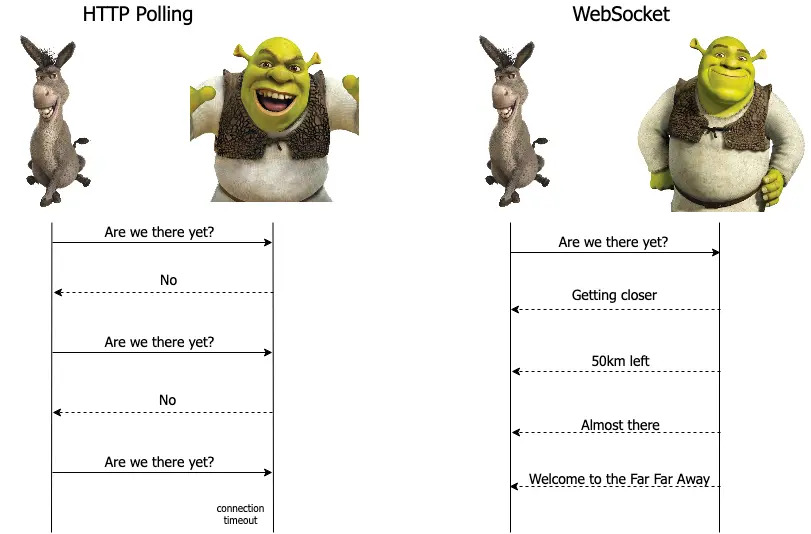 HTTP Polling
Are we there yet?
No
Are we there yet?
No
Are we there yet?
connection
timeout
WebSocket
Are we there yet?
Getting closer
50km left
Almost there
Welcome to the Far Far Away